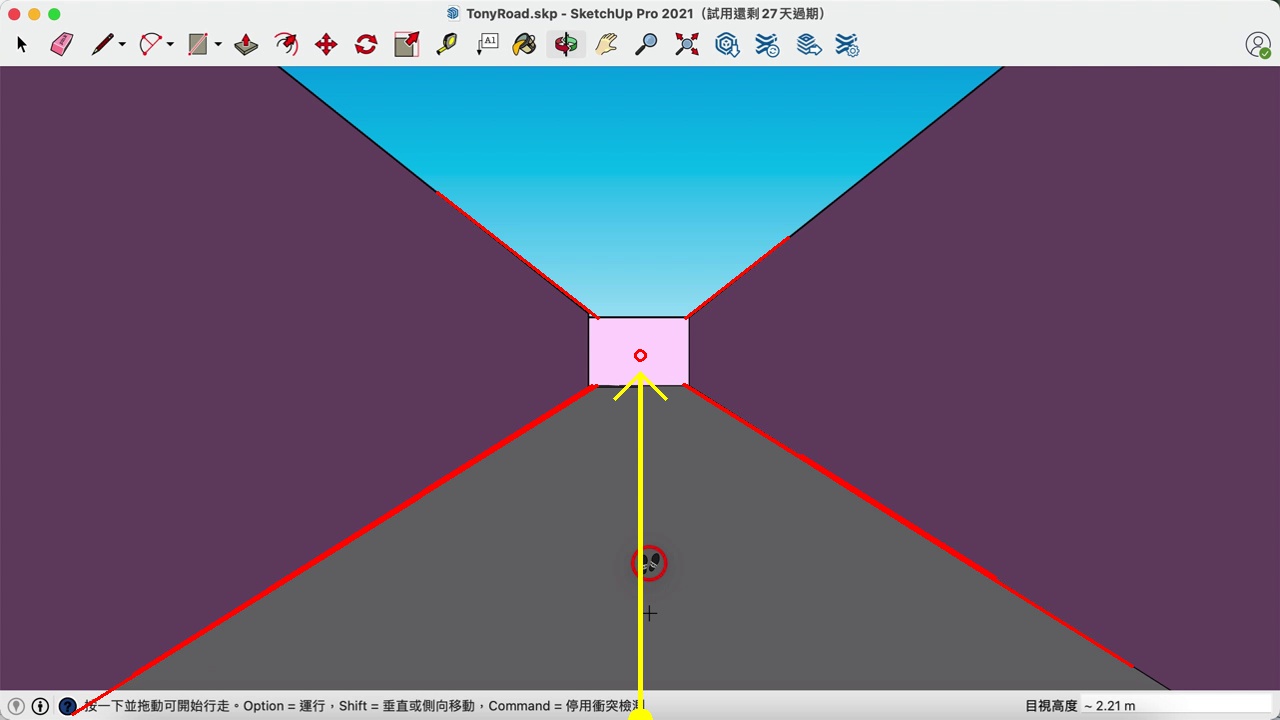 TonyRoad.skp - SketchUp Pro 2021（試用還剩 27 天過期）
A1
按一下並拖動可開始行走。Option = 運行，Shift = 垂直或側向移動，Command = 停用衝突檢測
目視高度 ~ 2.21 m